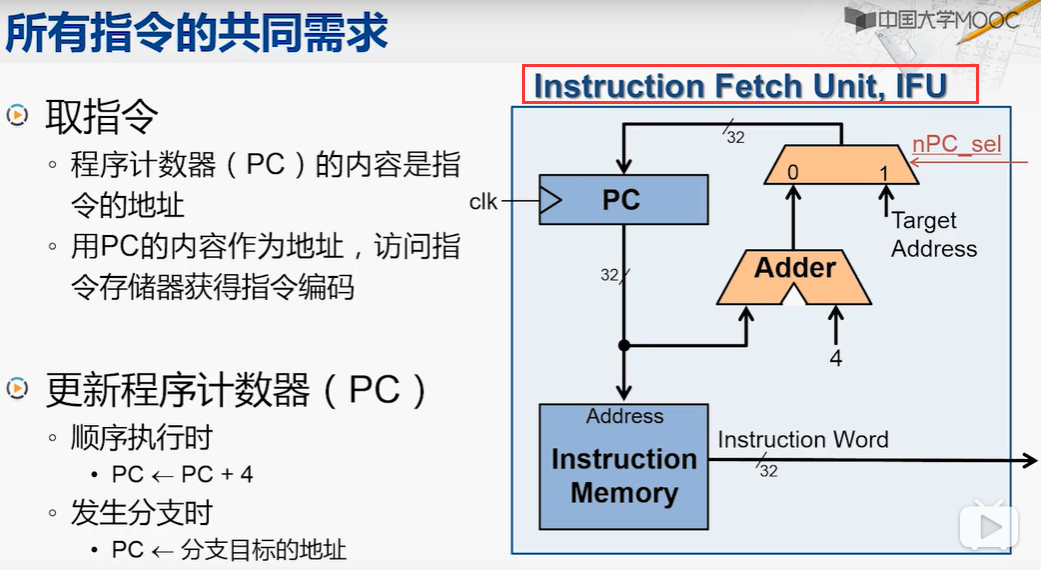 所有指令的共同需求
中国大学MOOC
取指令
程序计数器（PC）的内容是指
令的地址
用PC的内容作为地址，访问指
令存储器获得指令编码
更新程序计数器（PC）
顺序执行时
PC ← PC + 4
发生分支时
PC ← 分支目标的地址
Instruction Fetch Unit, IFU
32
nPC_sel
0
1
clk
PC
Target
Address
32
Adder
4
Address
Instruction
Memory
Instruction Word
32